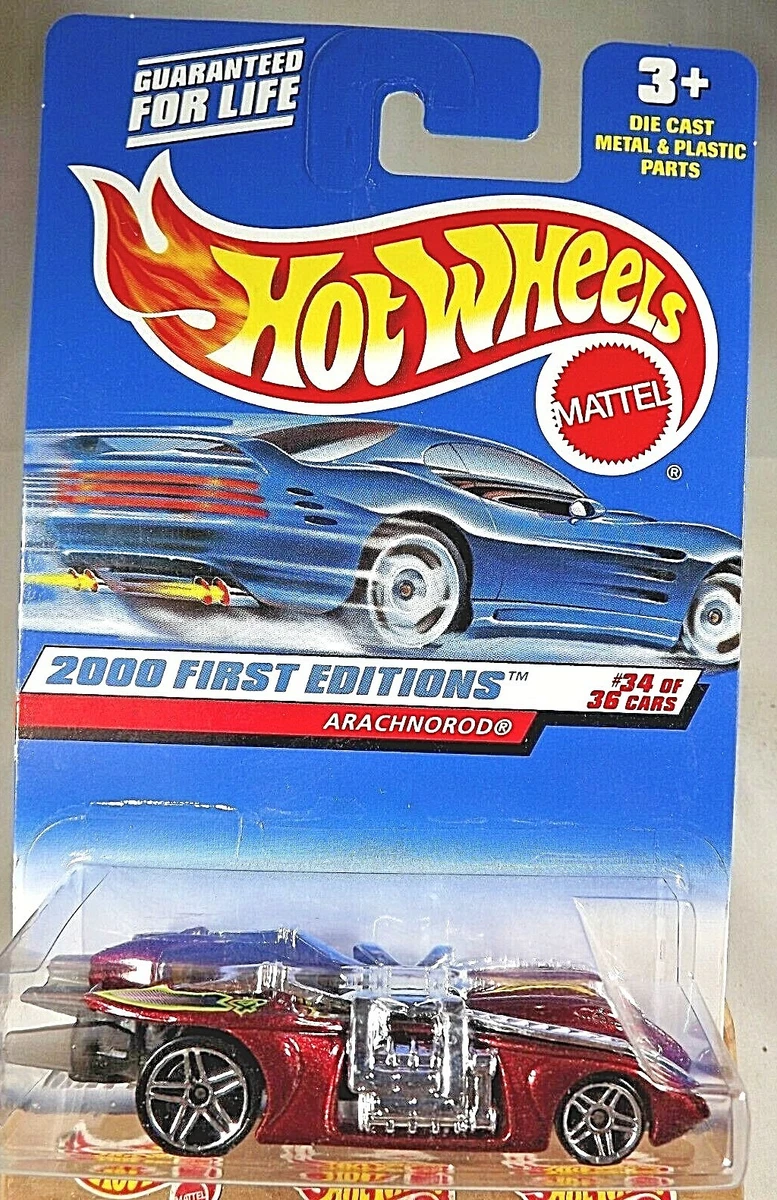 GUARANTEED
FOR LIFE
3+
DIE CAST
METAL & PLASTIC
PARTS
HOT WHEELS
MATTEL
®
2000 FIRST EDITIONS™
#34 OF
36 CARS
ARACHNOROD®